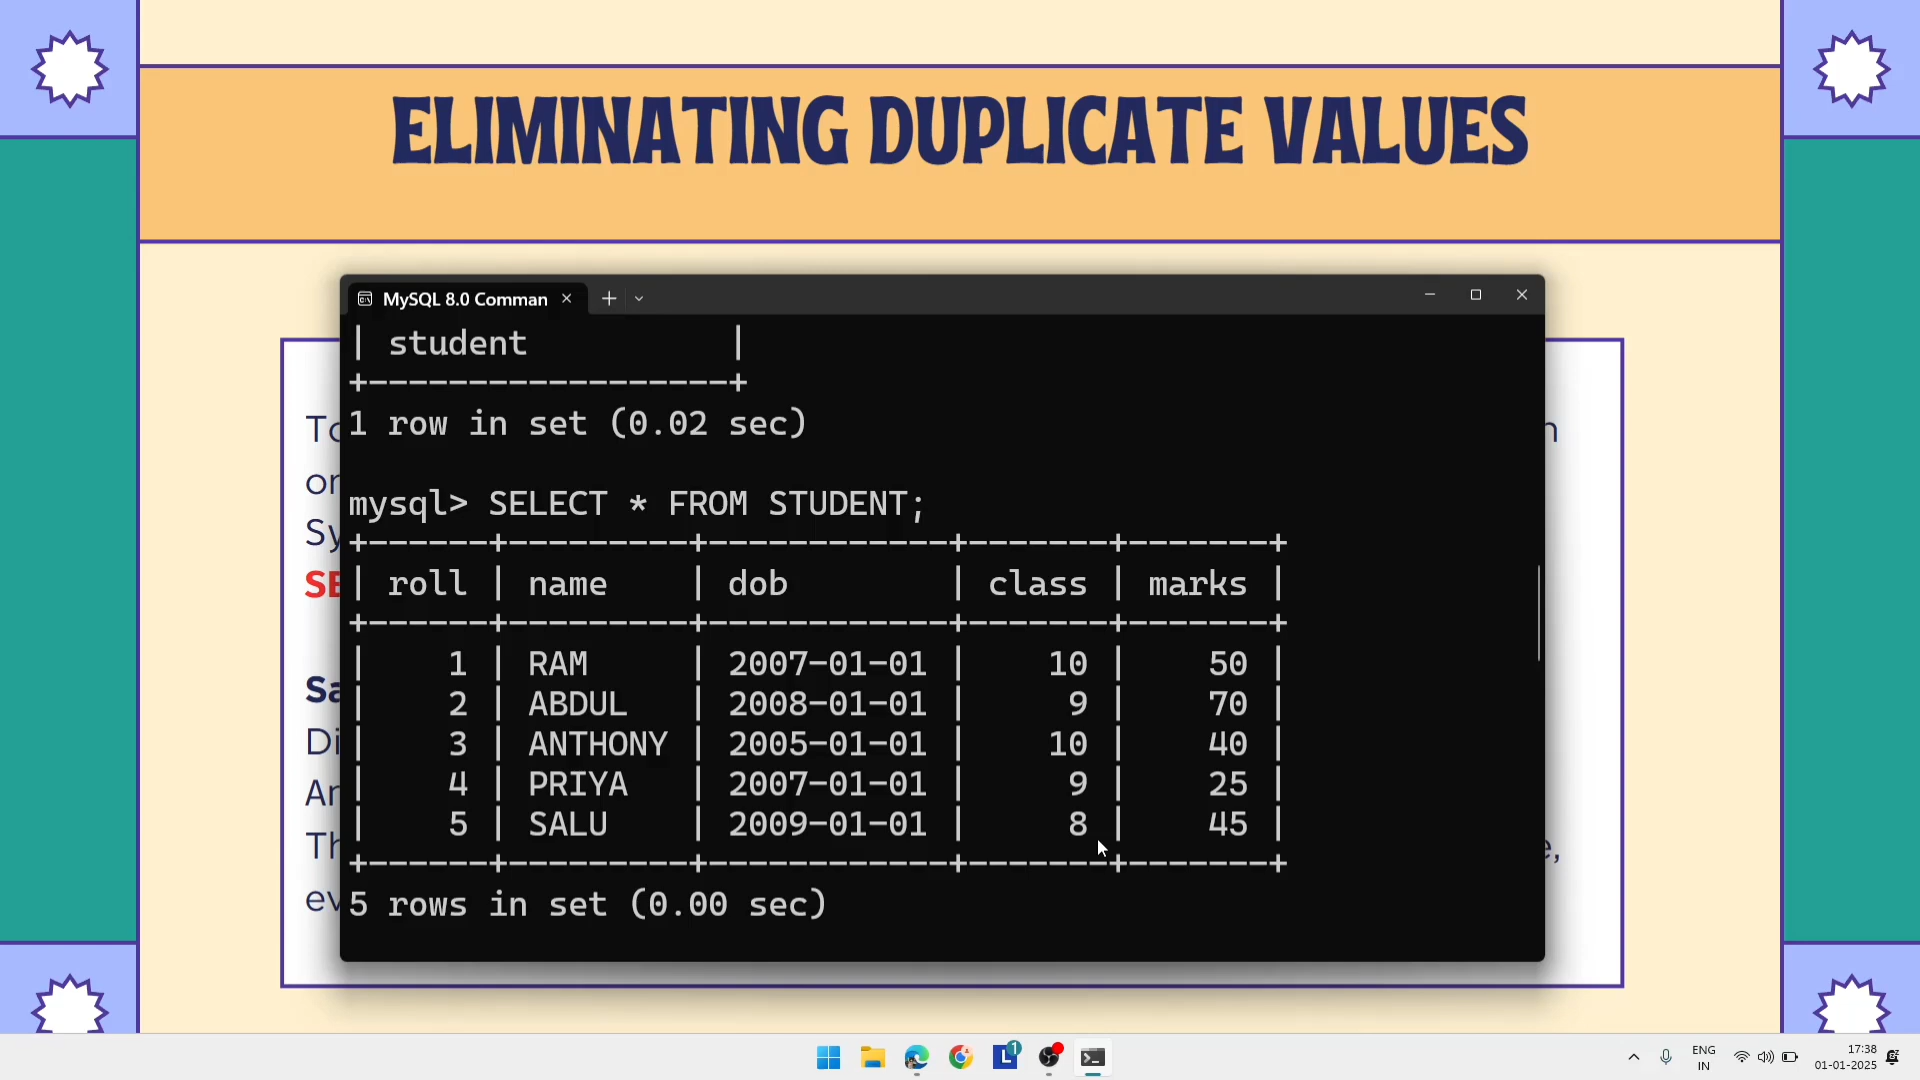 ELIMINATING DUPLICATE VALUES
MySQL 8.0 Comman
| student |
+------------------+
1 row in set (0.02 sec)
mysql> SELECT * FROM STUDENT;
+------+---------+------------+-------+-------+
| roll | name | dob | class | marks |
+------+---------+------------+-------+-------+
| 1 | RAM | 2007-01-01 | 10 | 50 |
| 2 | ABDUL | 2008-01-01 | 9 | 70 |
| 3 | ANTHONY | 2005-01-01 | 10 | 40 |
| 4 | PRIYA | 2007-01-01 | 9 | 25 |
| 5 | SALU | 2009-01-01 | 8 | 45 |
+------+---------+------------+-------+-------+
5 rows in set (0.00 sec)
L 1
ENG
IN
17:38
01-01-2025